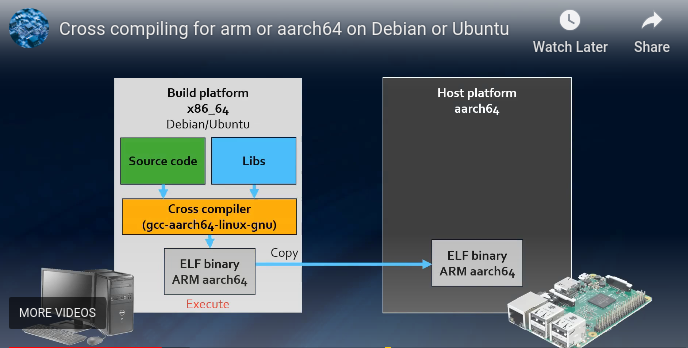 Cross compiling for arm or aarch64 on Debian or Ubuntu
Watch Later
Share
Build platform
x86_64
Debian/Ubuntu
Source code
Libs
Cross compiler
(gcc-aarch64-linux-gnu)
ELF binary
ARM aarch64
Execute
Copy
Host platform
aarch64
ELF binary
ARM aarch64
MORE VIDEOS